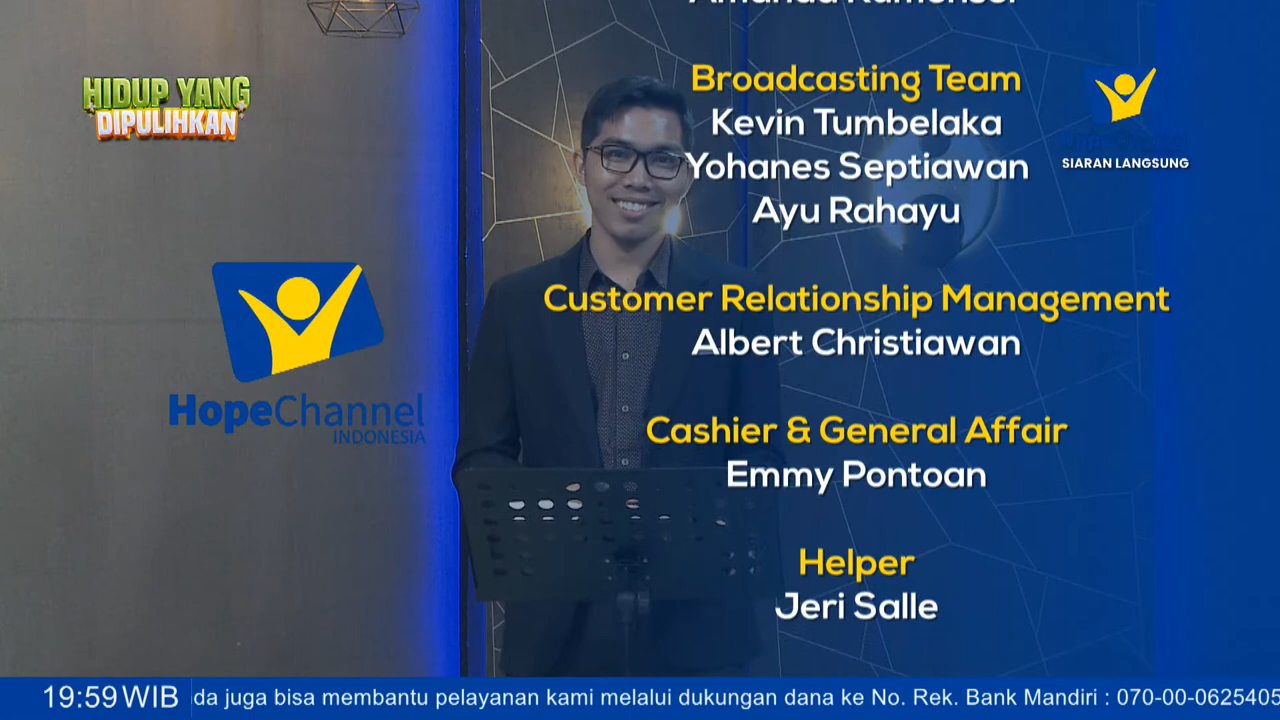 HIDUP YANG
DIPULIHKAN
Broadcasting Team
Kevin Tumbelaka
Yohanes Septiawan
Ayu Rahayu
SIARAN LANGSUNG
HopeChannel
INDONESIA
Customer Relationship Management
Albert Christiawan
Cashier & General Affair
Emmy Pontoan
Helper
Jeri Salle
19:59 WIB
da juga bisa membantu pelayanan kami melalui dukungan dana ke No. Rek. Bank Mandiri : 070-00-0625405